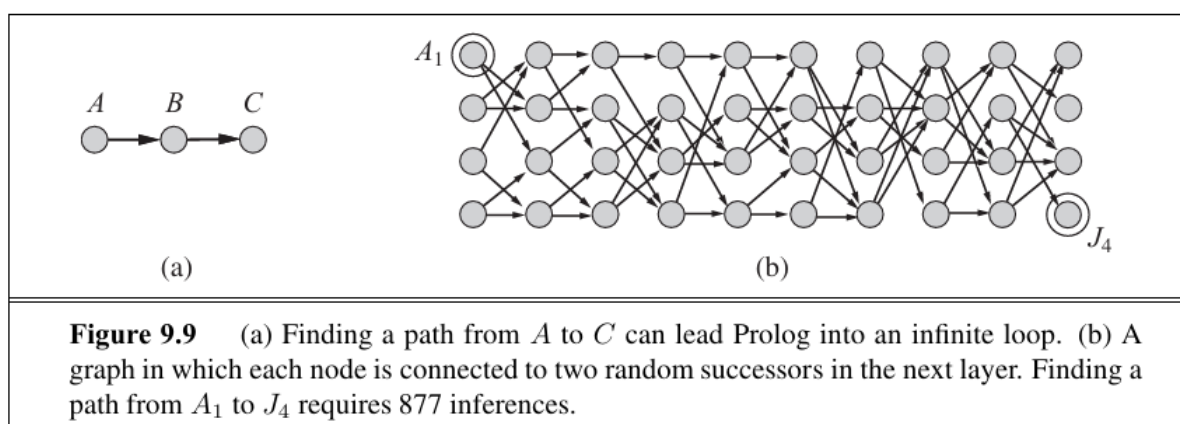 A₁
A B C
J₄
(a) (b)
Figure 9.9 (a) Finding a path from A to C can lead Prolog into an infinite loop. (b) A
graph in which each node is connected to two random successors in the next layer. Finding a
path from A₁ to J₄ requires 877 inferences.